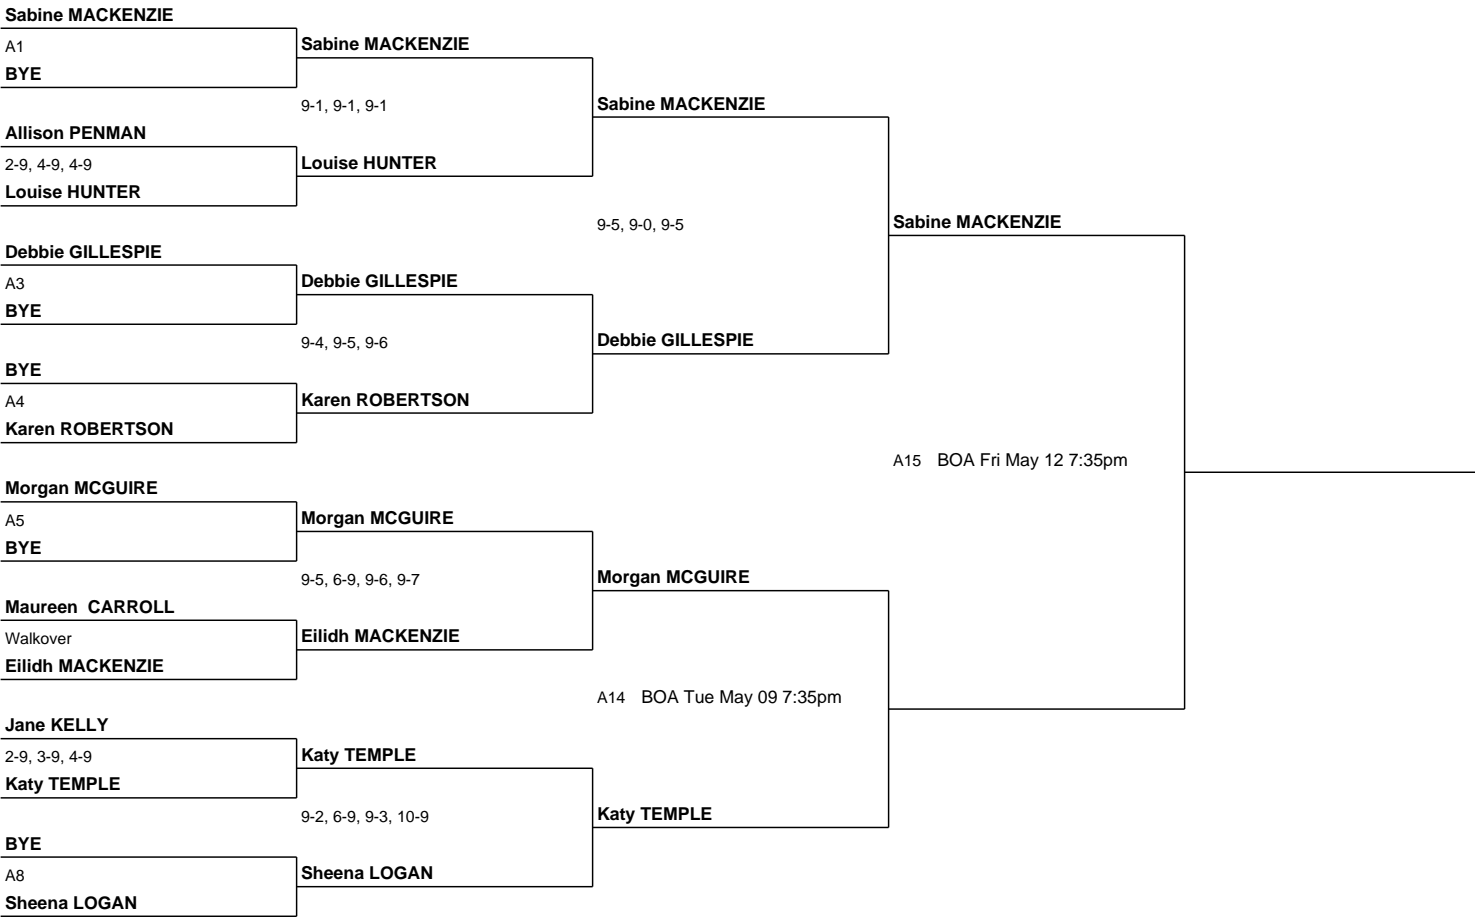 Sabine MACKENZIE
A1
BYE
Sabine MACKENZIE
9-1, 9-1, 9-1
Sabine MACKENZIE
Allison PENMAN
2-9, 4-9, 4-9
Louise HUNTER
Louise HUNTER
9-5, 9-0, 9-5
Sabine MACKENZIE
Debbie GILLESPIE
A3
BYE
Debbie GILLESPIE
9-4, 9-5, 9-6
Debbie GILLESPIE
BYE
A4
Karen ROBERTSON
Karen ROBERTSON
A15 BOA Fri May 12 7:35pm
Morgan MCGUIRE
A5
BYE
Morgan MCGUIRE
9-5, 6-9, 9-6, 9-7
Morgan MCGUIRE
Maureen  CARROLL
Walkover
Eilidh MACKENZIE
Eilidh MACKENZIE
A14 BOA Tue May 09 7:35pm
Jane KELLY
2-9, 3-9, 4-9
Katy TEMPLE
Katy TEMPLE
9-2, 6-9, 9-3, 10-9
Katy TEMPLE
BYE
A8
Sheena LOGAN
Sheena LOGAN